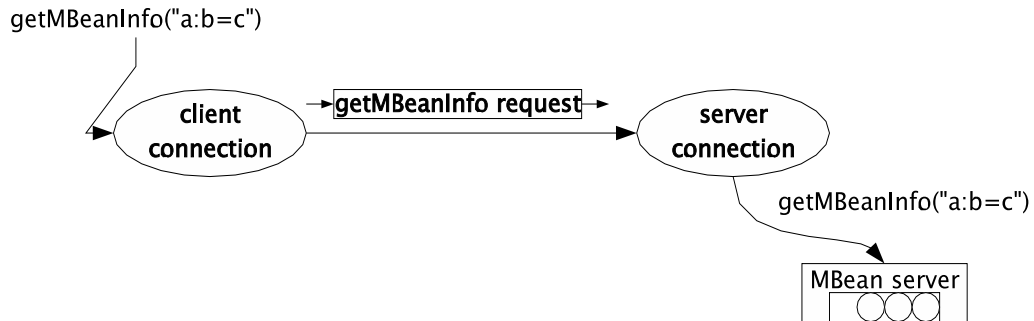 getMBeanInfo("a:b=c")
client
connection
getMBeanInfo request
server
connection
getMBeanInfo("a:b=c")
MBean server